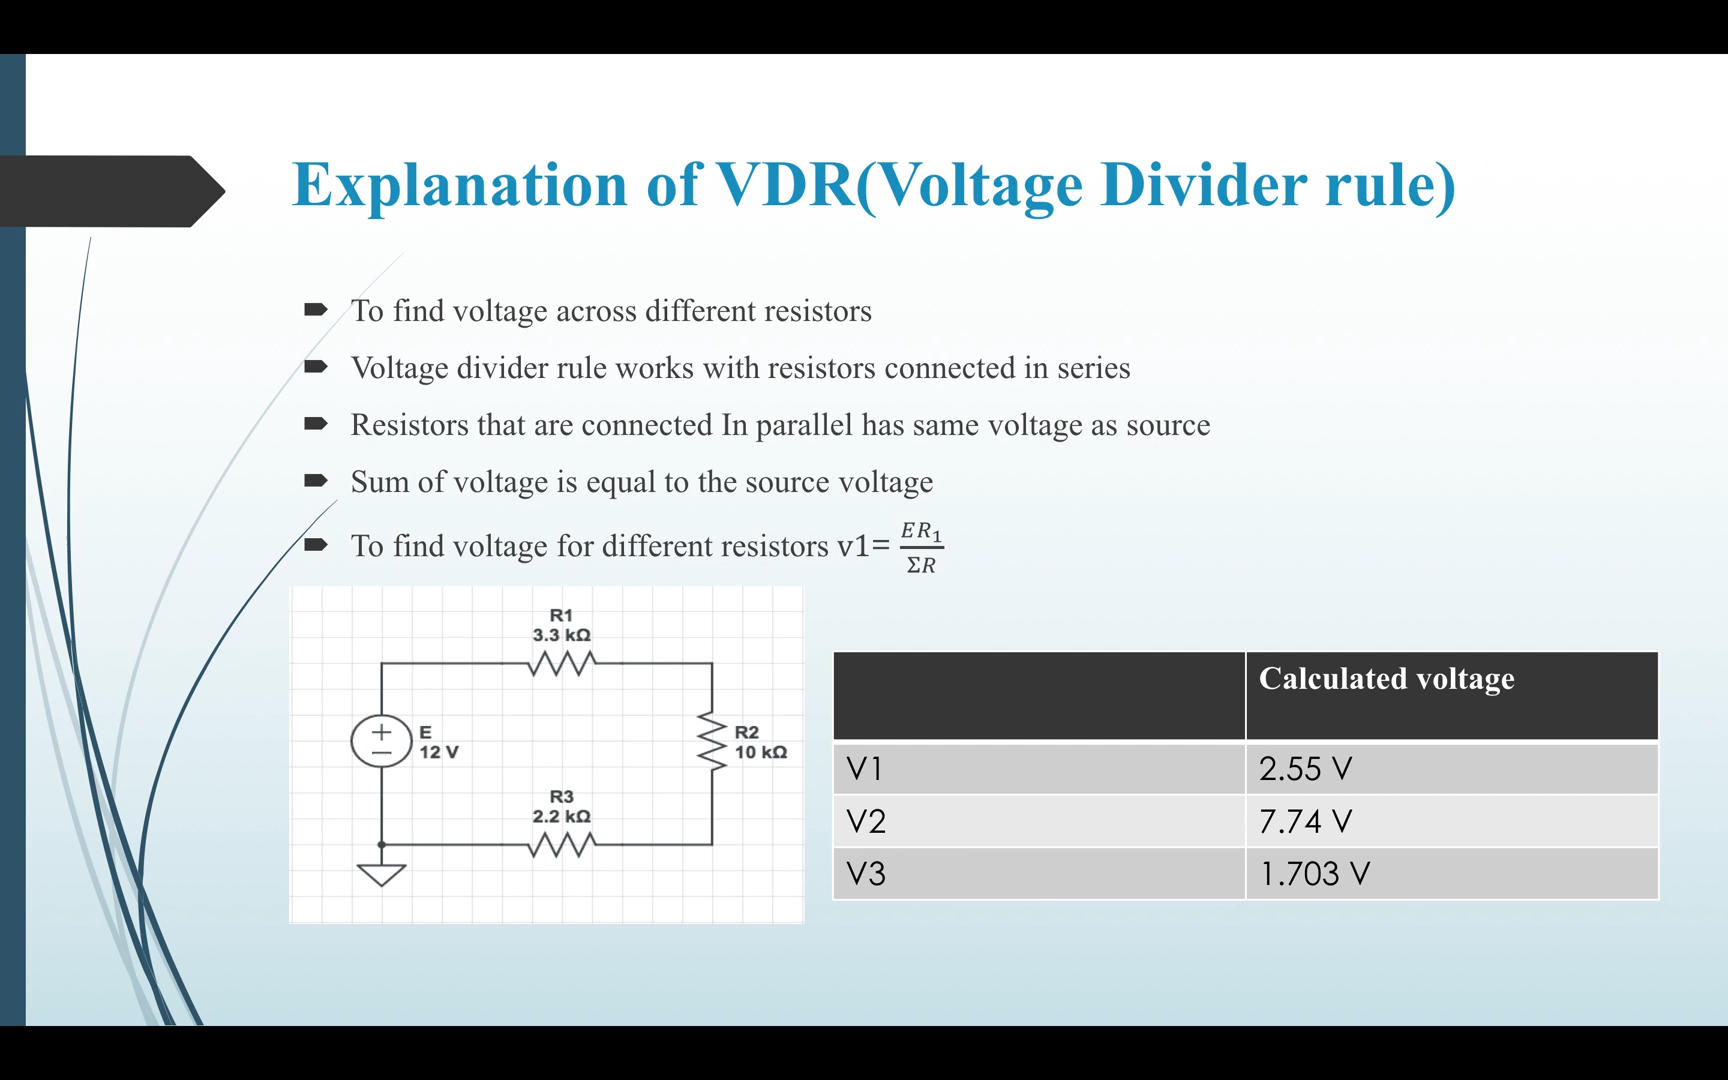 Explanation of VDR(Voltage Divider rule)
To find voltage across different resistors
Voltage divider rule works with resistors connected in series
Resistors that are connected In parallel has same voltage as source
Sum of voltage is equal to the source voltage
To find voltage for different resistors v1= ER₁/ΣR
R1
3.3 kΩ
E
12 V
R2
10 kΩ
R3
2.2 kΩ
Calculated voltage
V1 2.55 V
V2 7.74 V
V3 1.703 V